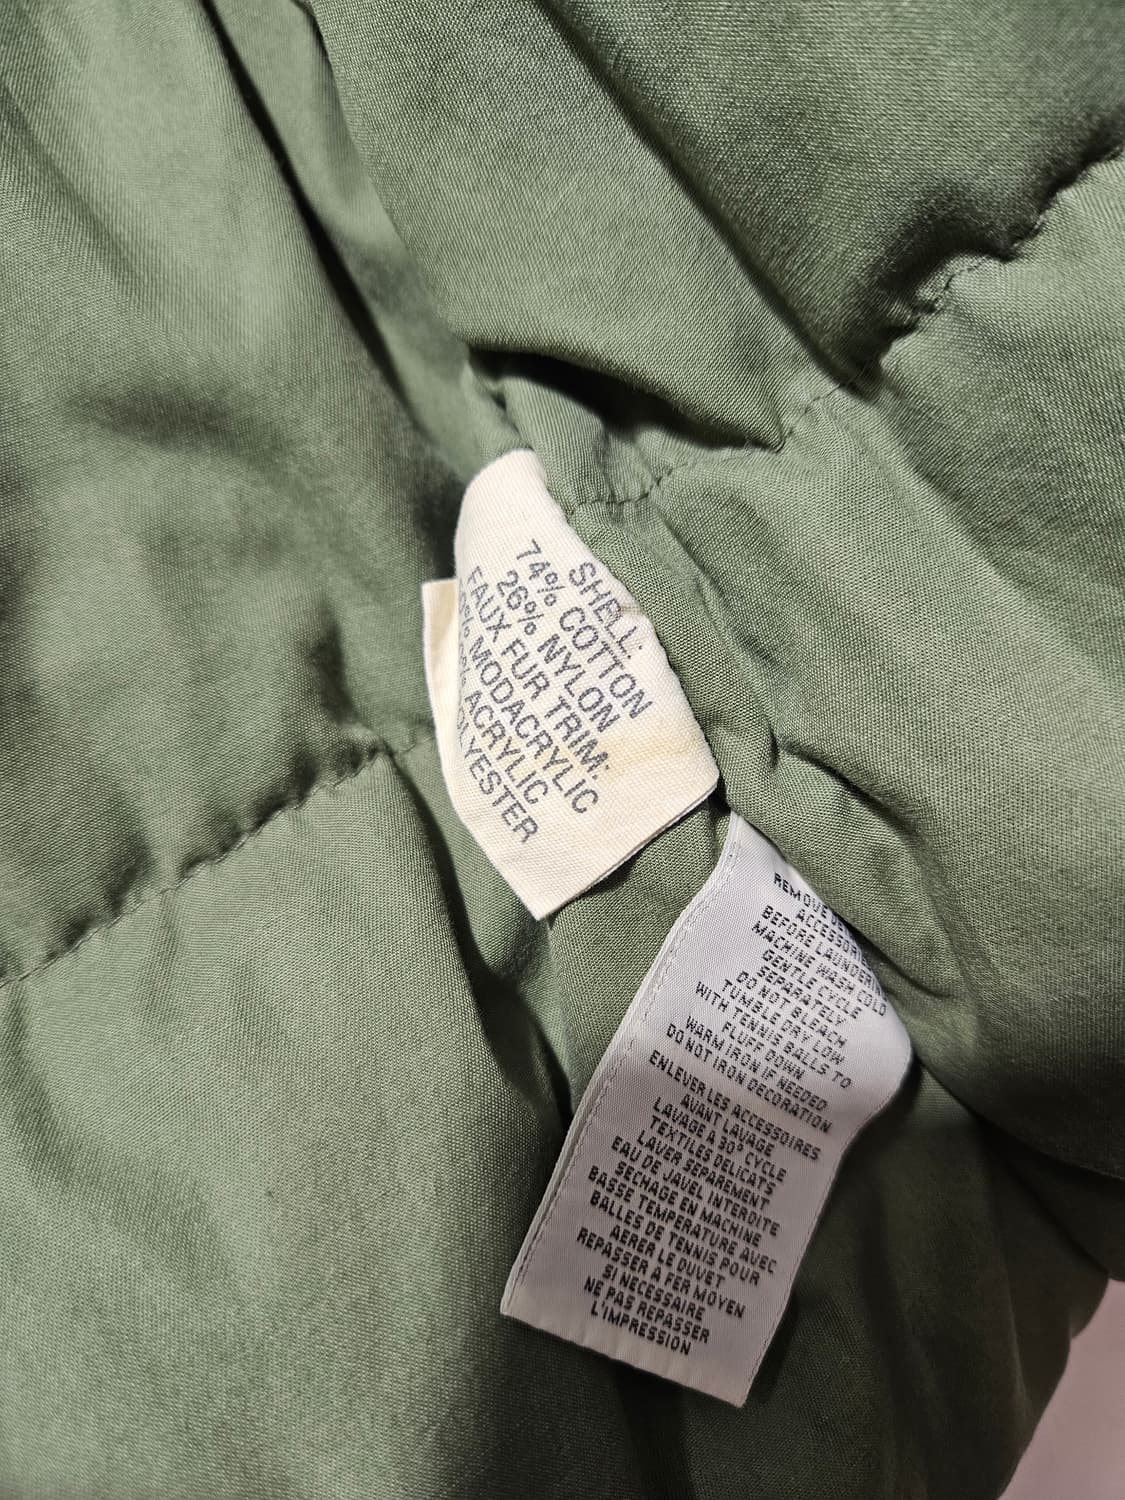 SHELL:
74% COTTON
26% NYLON
FAUX FUR TRIM:
% MODACRYLIC
% ACRYLIC
POLYESTER
REMOVE
ACCESSORIES
BEFORE LAUNDERING
MACHINE WASH COLD
GENTLE CYCLE
SEPARATELY
DO NOT BLEACH
TUMBLE DRY LOW
WITH TENNIS BALLS TO
FLUFF DOWN
WARM IRON IF NEEDED
DO NOT IRON DECORATION
ENLEVER LES ACCESSOIRES
AVANT LAVAGE
LAVAGE A 30° CYCLE
TEXTILES DELICATS
LAVER SEPAREMENT
EAU DE JAVEL INTERDITE
SECHAGE EN MACHINE
BASSE TEMPERATURE AVEC
BALLES DE TENNIS POUR
AERER LE DUVET
REPASSER A FER MOYEN
SI NECESSAIRE
NE PAS REPASSER
L'IMPRESSION